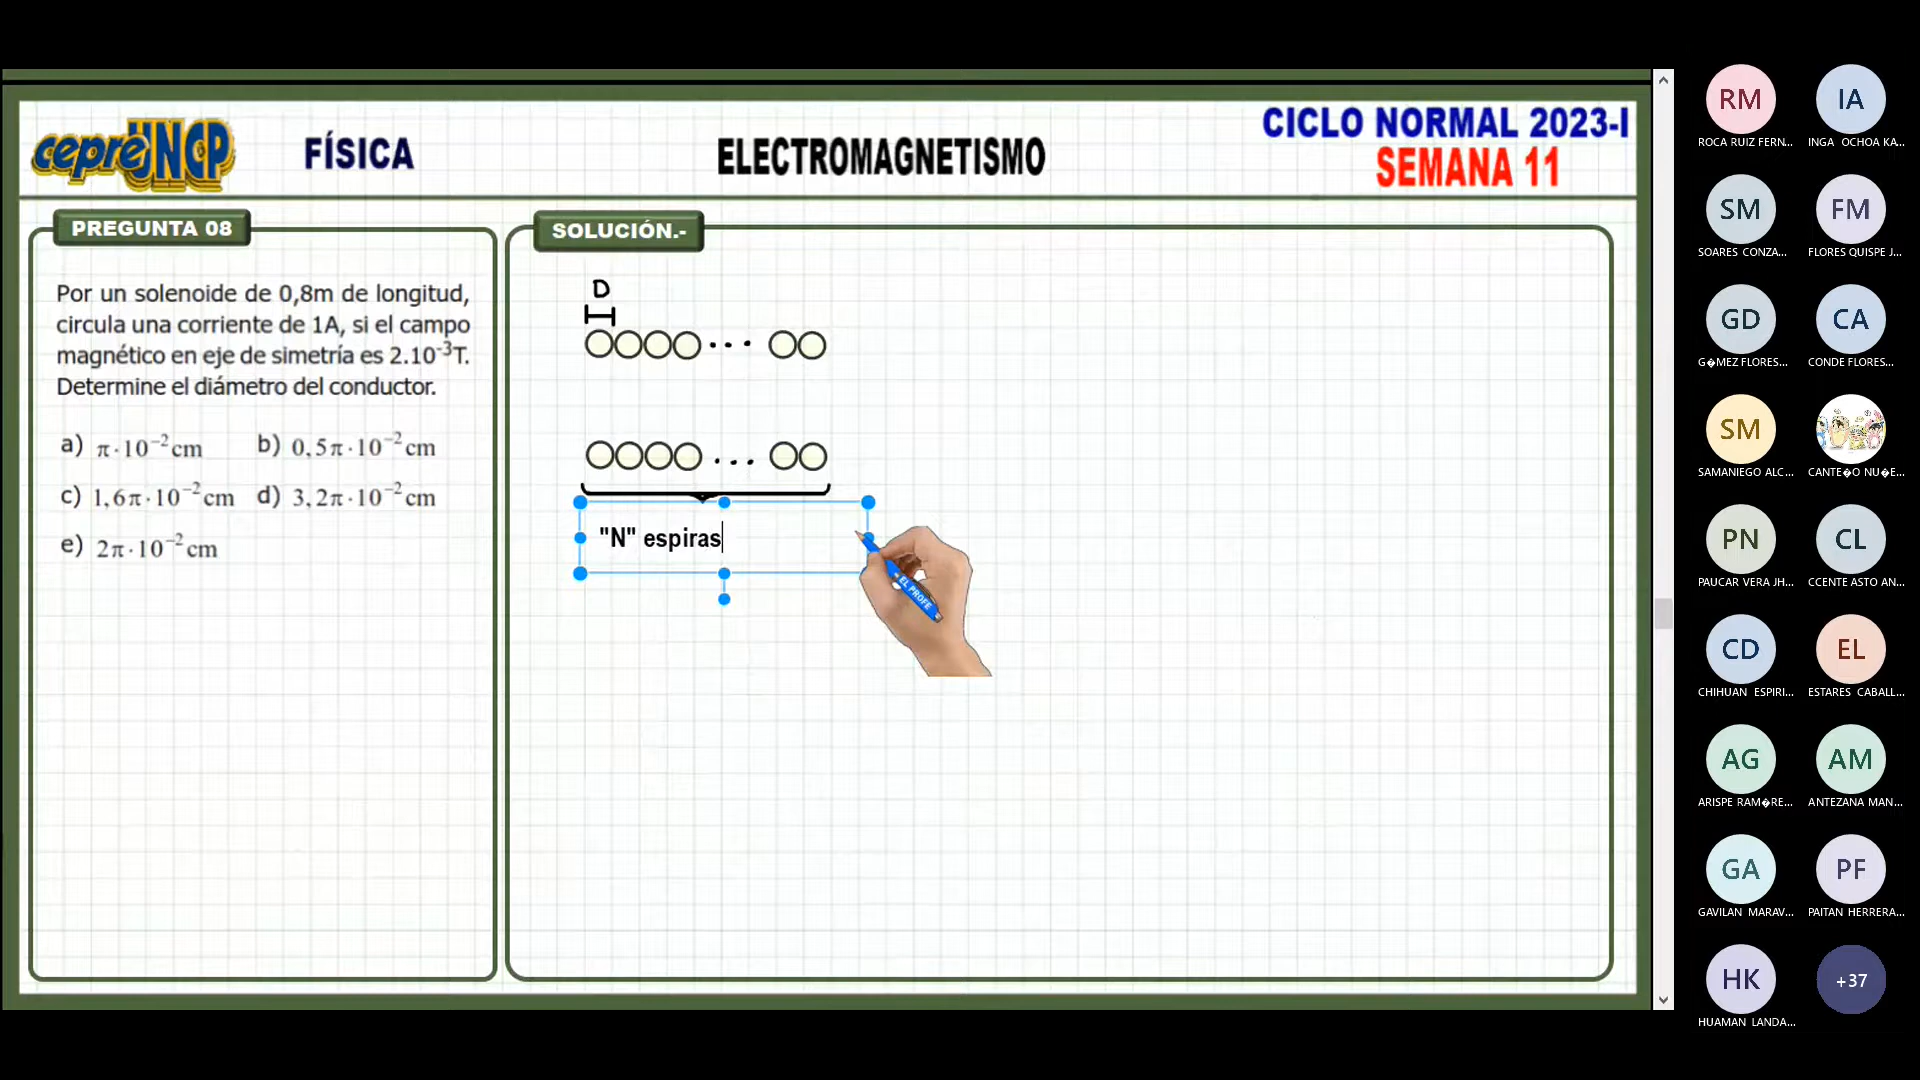 cepreUNCP
FÍSICA
ELECTROMAGNETISMO
CICLO NORMAL 2023-I
SEMANA 11
PREGUNTA 08
Por un solenoide de 0,8m de longitud,
circula una corriente de 1A, si el campo
magnético en eje de simetría es 2.10⁻³T.
Determine el diámetro del conductor.
a) π·10⁻²cm b) 0,5π·10⁻²cm
c) 1,6π·10⁻²cm d) 3,2π·10⁻²cm
e) 2π·10⁻²cm
SOLUCIÓN.-
D
"N" espiras
EL PROFE
RM IA
ROCA RUIZ FERN... INGA OCHOA KA...
SM FM
SOARES CONZA... FLORES QUISPE J...
GD CA
G�MEZ FLORES... CONDE FLORES...
SM
SAMANIEGO ALC... CANTE�O NU�E...
PN CL
PAUCAR VERA JH... CCENTE ASTO AN...
CD EL
CHIHUAN ESPIRI... ESTARES CABALL...
AG AM
ARISPE RAM�RE... ANTEZANA MAN...
GA PF
GAVILAN MARAV... PAITAN HERRERA...
HK +37
HUAMAN LANDA...